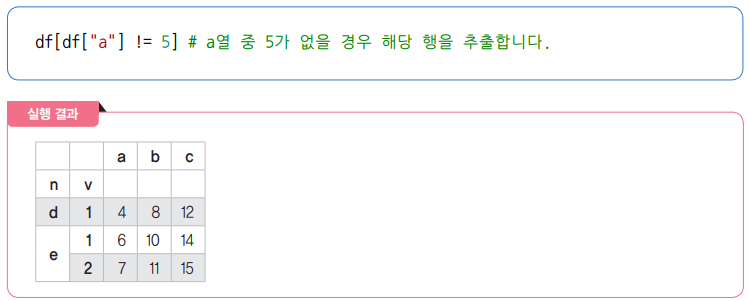 df[df["a"] != 5] # a열 중 5가 없을 경우 해당 행을 추출합니다.
실행 결과
a b c
n v
d 1 4 8 12
e 1 6 10 14
2 7 11 15